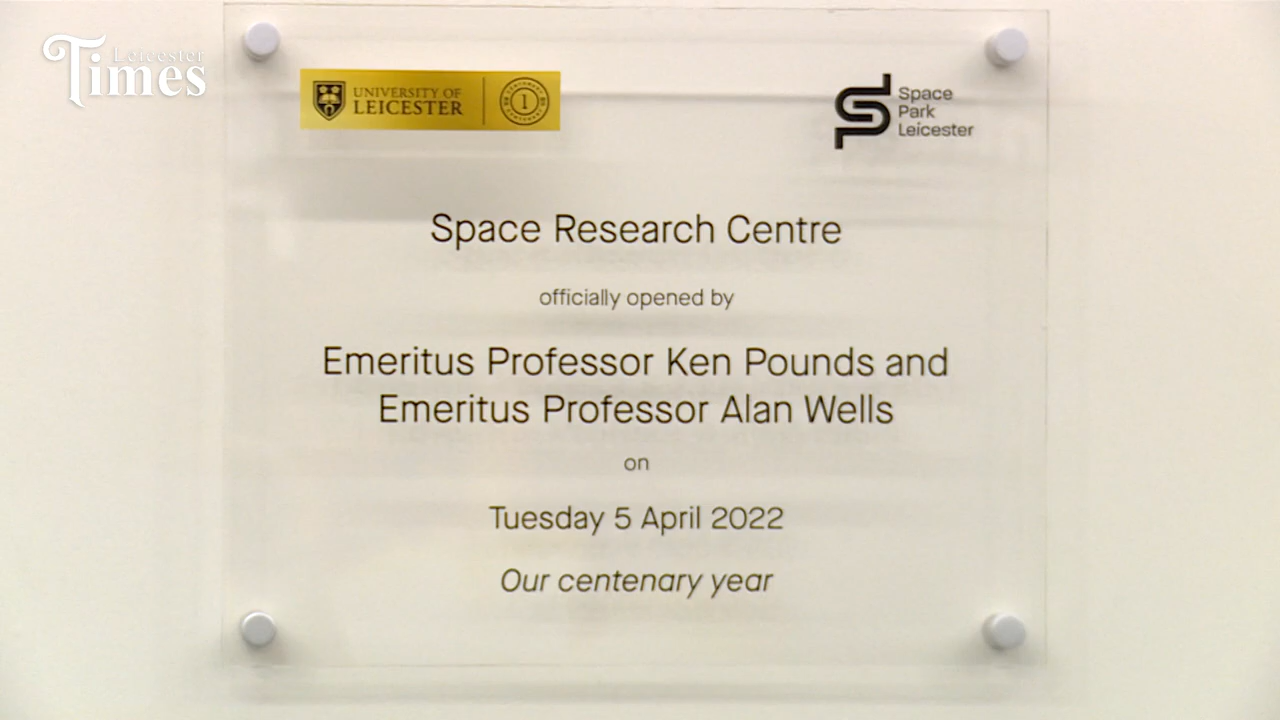 Leicester
Times
UNIVERSITY OF
LEICESTER
1
Space
Park
Leicester
Space Research Centre
officially opened by
Emeritus Professor Ken Pounds and
Emeritus Professor Alan Wells
on
Tuesday 5 April 2022
Our centenary year